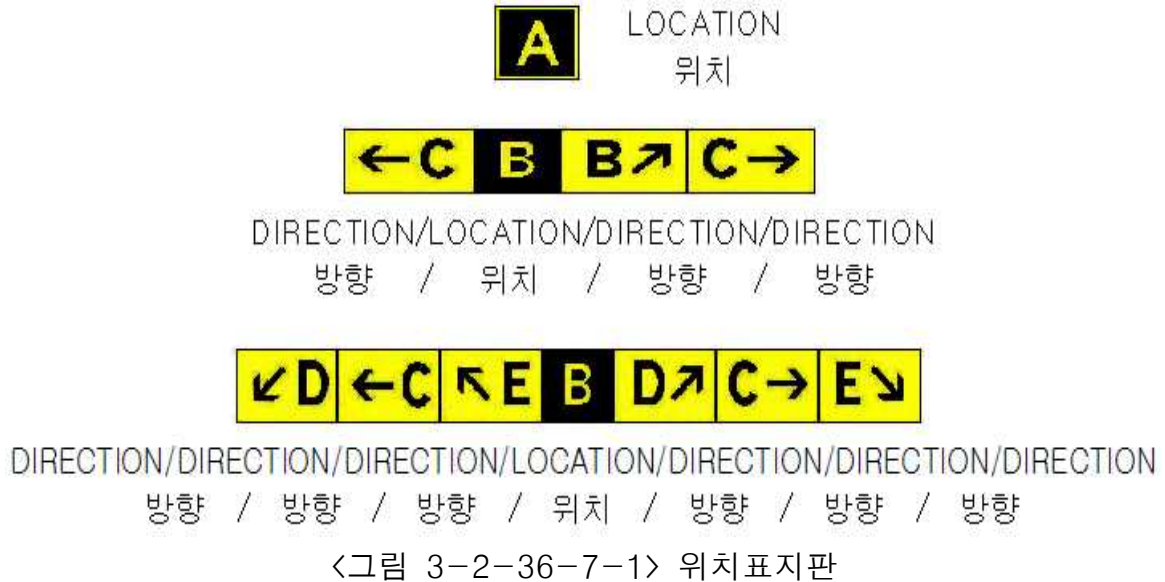 A LOCATION
위치
←C B B↗ C→
DIRECTION/LOCATION/DIRECTION/DIRECTION
방향 / 위치 / 방향 / 방향
↙D ←C ↖E B D↗ C→ E↘
DIRECTION/DIRECTION/DIRECTION/LOCATION/DIRECTION/DIRECTION/DIRECTION
방향 / 방향 / 방향 / 위치 / 방향 / 방향 / 방향
<그림 3-2-36-7-1> 위치표지판